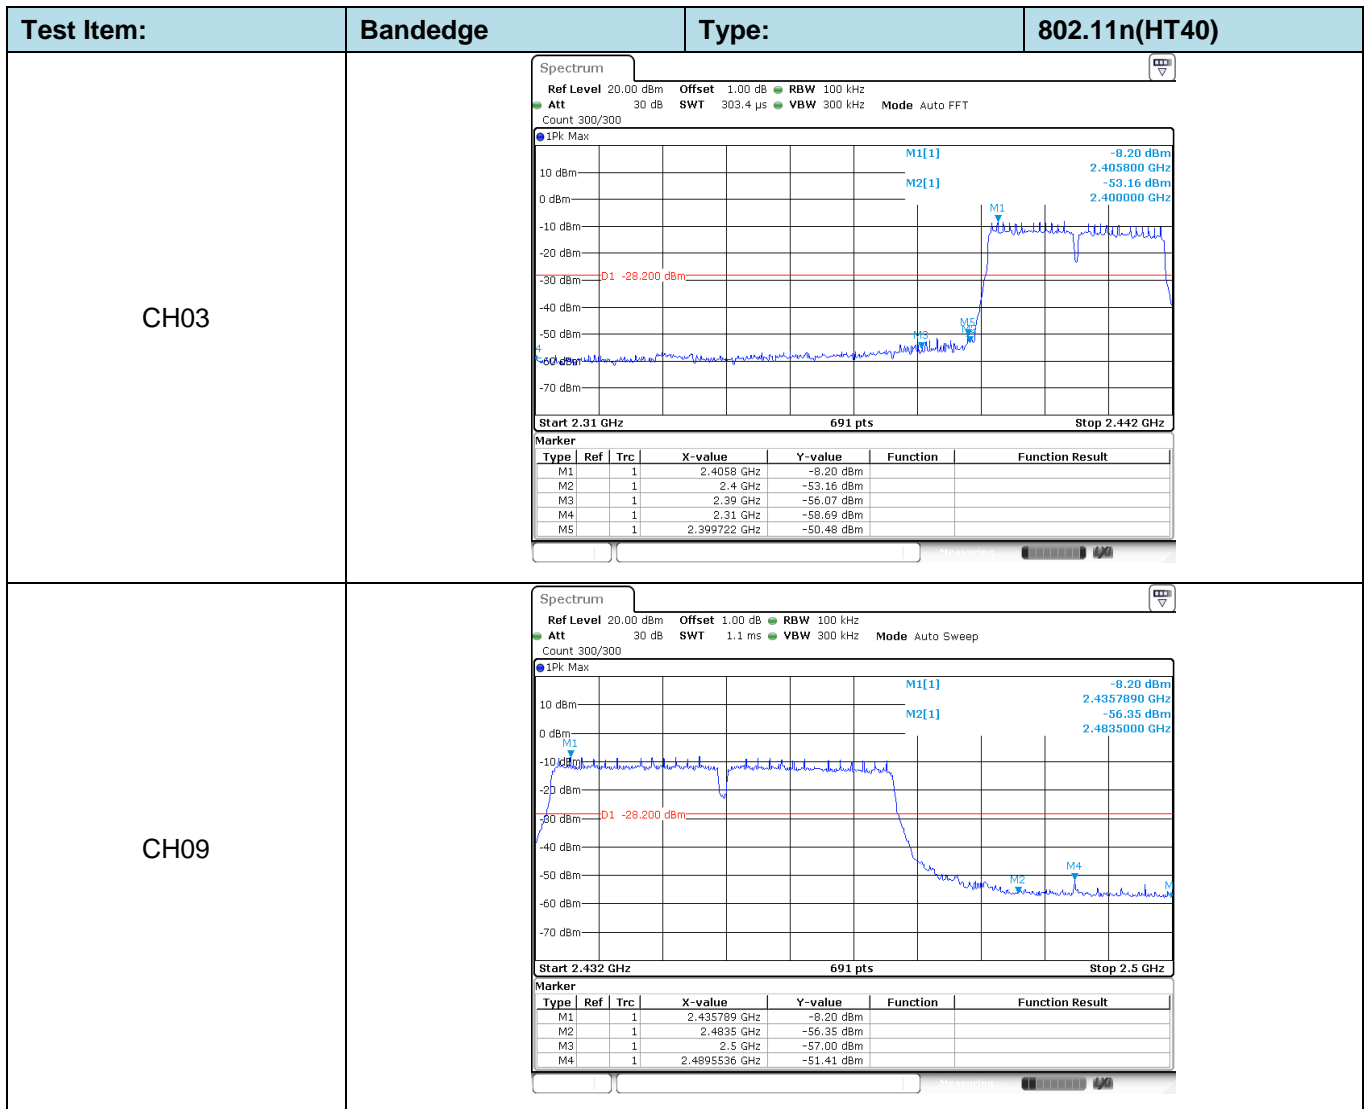 Test Item: Bandedge Type: 802.11n(HT40)
CH03
Spectrum
Ref Level 20.00 dBm Offset 1.00 dB RBW 100 kHz
Att 30 dB SWT 303.4 µs VBW 300 kHz Mode Auto FFT
Count 300/300
1Pk Max
M1[1] -8.20 dBm
2.405800 GHz
M2[1] -53.16 dBm
2.400000 GHz
10 dBm
0 dBm
M1
-10 dBm
-20 dBm
D1 -28.200 dBm
-30 dBm
-40 dBm
M5
-50 dBm
M3
4
-60 dBm
-70 dBm
Start 2.31 GHz 691 pts Stop 2.442 GHz
Marker
Type Ref Trc X-value Y-value Function Function Result
M1 1 2.4058 GHz -8.20 dBm
M2 1 2.4 GHz -53.16 dBm
M3 1 2.39 GHz -56.07 dBm
M4 1 2.31 GHz -58.69 dBm
M5 1 2.399722 GHz -50.48 dBm
Measuring...
CH09
Spectrum
Ref Level 20.00 dBm Offset 1.00 dB RBW 100 kHz
Att 30 dB SWT 1.1 ms VBW 300 kHz Mode Auto Sweep
Count 300/300
1Pk Max
M1[1] -8.20 dBm
2.4357890 GHz
M2[1] -56.35 dBm
2.4835000 GHz
10 dBm
0 dBm
M1
-10 dBm
-20 dBm
D1 -28.200 dBm
-30 dBm
-40 dBm
M4
-50 dBm
M2
M
-60 dBm
-70 dBm
Start 2.432 GHz 691 pts Stop 2.5 GHz
Marker
Type Ref Trc X-value Y-value Function Function Result
M1 1 2.435789 GHz -8.20 dBm
M2 1 2.4835 GHz -56.35 dBm
M3 1 2.5 GHz -57.00 dBm
M4 1 2.4895536 GHz -51.41 dBm
Measuring...